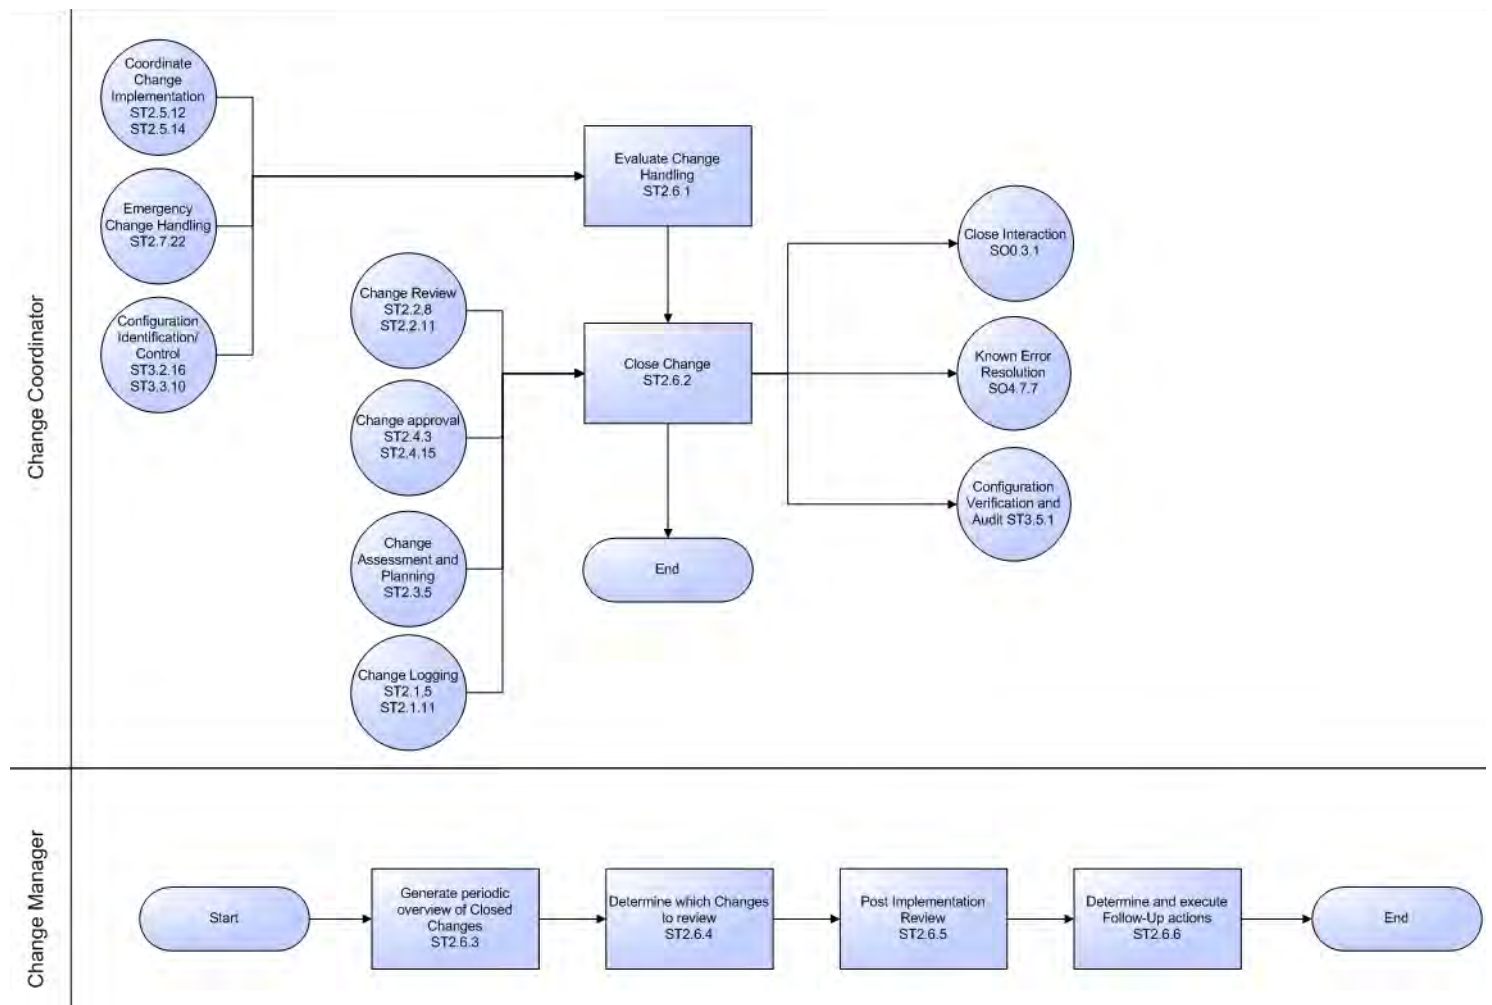 Change Coordinator
Coordinate
Change
Implementation
ST2.5.12
ST2.5.14
Emergency
Change Handling
ST2.7.22
Configuration
Identification/
Control
ST3.2.16
ST3.3.10
Change Review
ST2.2.8
ST2.2.11
Change approval
ST2.4.3
ST2.4.15
Change
Assessment and
Planning
ST2.3.5
Change Logging
ST2.1.5
ST2.1.11
Evaluate Change
Handling
ST2.6.1
Close Change
ST2.6.2
End
Close Interaction
SO0.3.1
Known Error
Resolution
SO4.7.7
Configuration
Verification and
Audit ST3.5.1
Change Manager
Start
Generate periodic
overview of Closed
Changes
ST2.6.3
Determine which Changes
to review
ST2.6.4
Post Implementation
Review
ST2.6.5
Determine and execute
Follow-Up actions
ST2.6.6
End